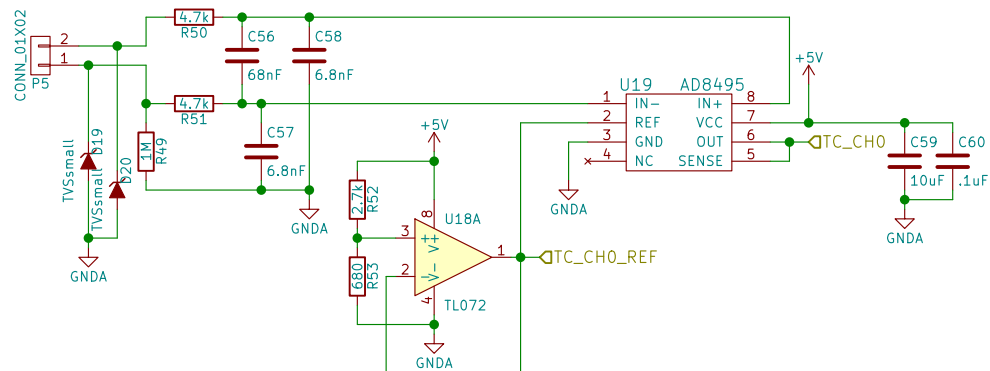 4.7k
R50
C56
68nF
C58
6.8nF
CONN_01X02
2
1
P5
4.7k
R51
C57
6.8nF
1M
R49
TVSsmall
D19
TVSsmall
D20
GNDA
GNDA
+5V
2.7k
R52
680
R53
U18A
3
2
8
4
1
+
V+
-
V-
TL072
GNDA
TC_CH0_REF
U19
AD8495
1
IN-
2
REF
3
GND
4
NC
IN+
8
VCC
7
OUT
6
SENSE
5
GNDA
+5V
TC_CH0
C59
10uF
C60
.1uF
GNDA